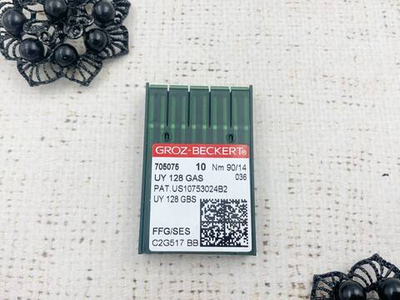 GROZ-BECKERT®
705075 10 Nm 90/14
UY 128 GAS 036
PAT.US10753024B2
UY 128 GBS
FFG/SES
C2G517 BB